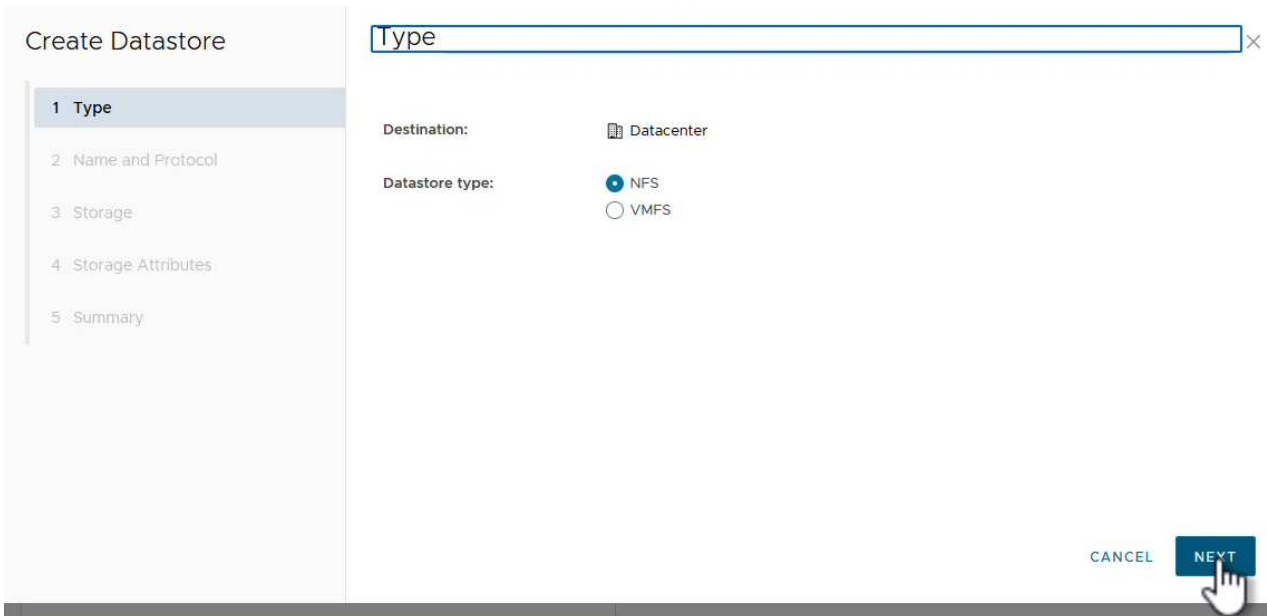 Create Datastore
1 Type
2 Name and Protocol
3 Storage
4 Storage Attributes
5 Summary
Type
Destination: Datacenter
Datastore type: NFS
VMFS
CANCEL NEXT